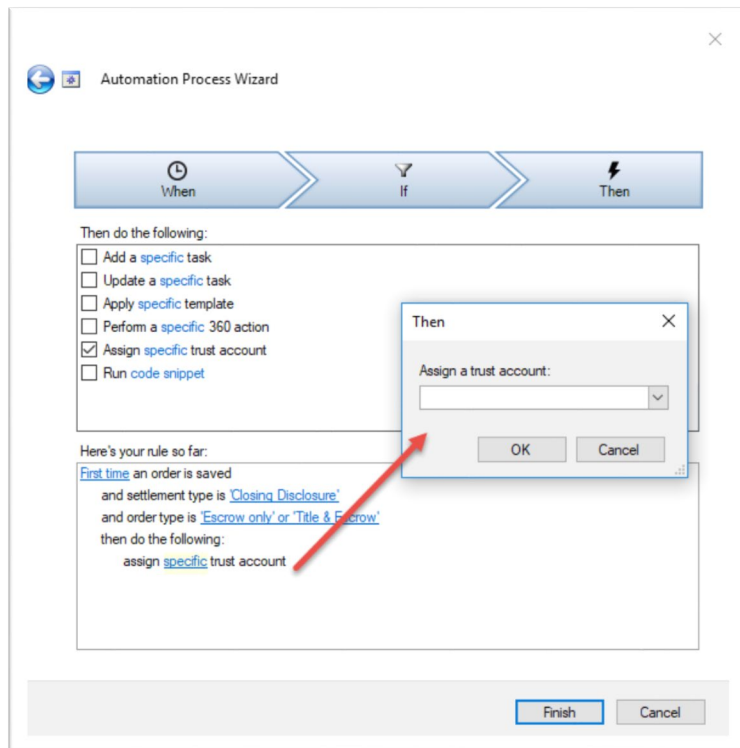 Automation Process Wizard
When
If
Then
Then do the following:
Add a specific task
Update a specific task
Apply specific template
Perform a specific 360 action
Assign specific trust account
Run code snippet
Then
Assign a trust account:
OK
Cancel
Here's your rule so far:
First time an order is saved
and settlement type is 'Closing Disclosure'
and order type is 'Escrow only' or 'Title & Escrow'
then do the following:
assign specific trust account
Finish
Cancel